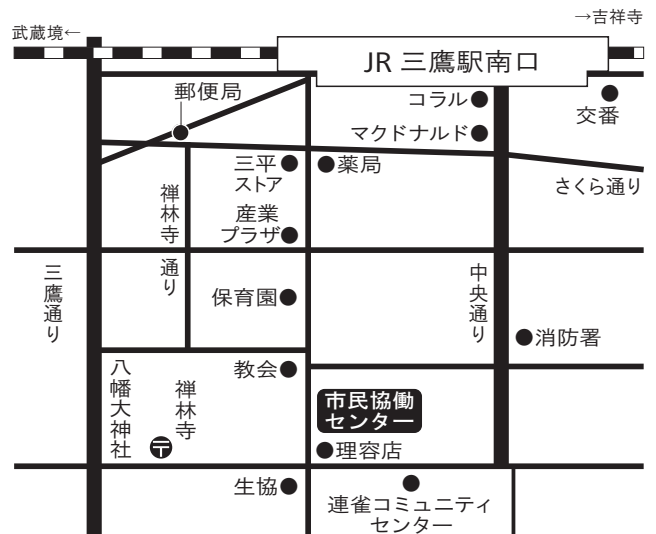 武蔵境←
→吉祥寺
JR 三鷹駅南口
郵便局
コラル
交番
マクドナルド
三平
ストア
薬局
さくら通り
禅林寺
通り
産業
プラザ
三鷹通り
保育園
中央通り
消防署
教会
八幡大神社
禅林寺
市民協働
センター
〒
理容店
生協
連雀コミュニティ
センター